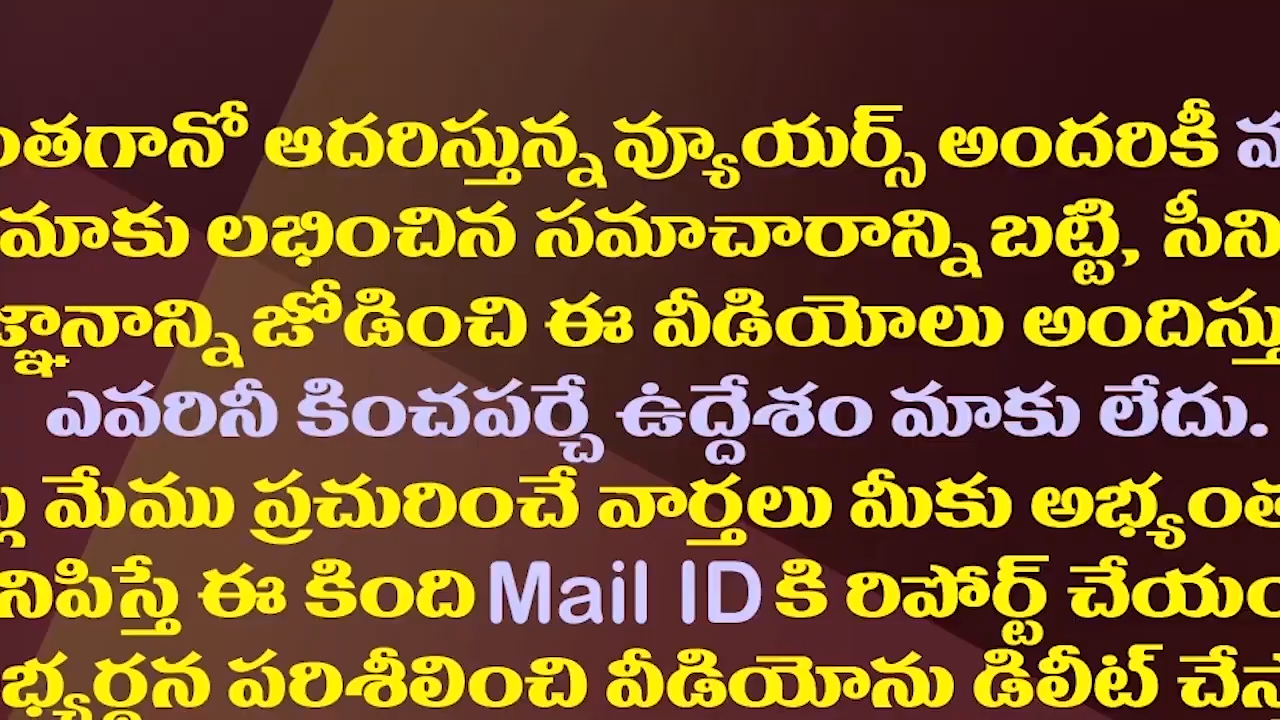 ఆదరిస్తున్న వ్యూయర్స్ అందరికీ
మాకు లభించిన సమాచారాన్ని బట్టి,
జోడించి ఈ వీడియోలు
ఎవరినీ కించపర్చే ఉద్దేశం మాకు లేదు.
మేము ప్రచురించే వార్తలు మీకు
ఈ కింది Mail ID కి రిపోర్ట్
పరిశీలించి వీడియోను డిలీట్